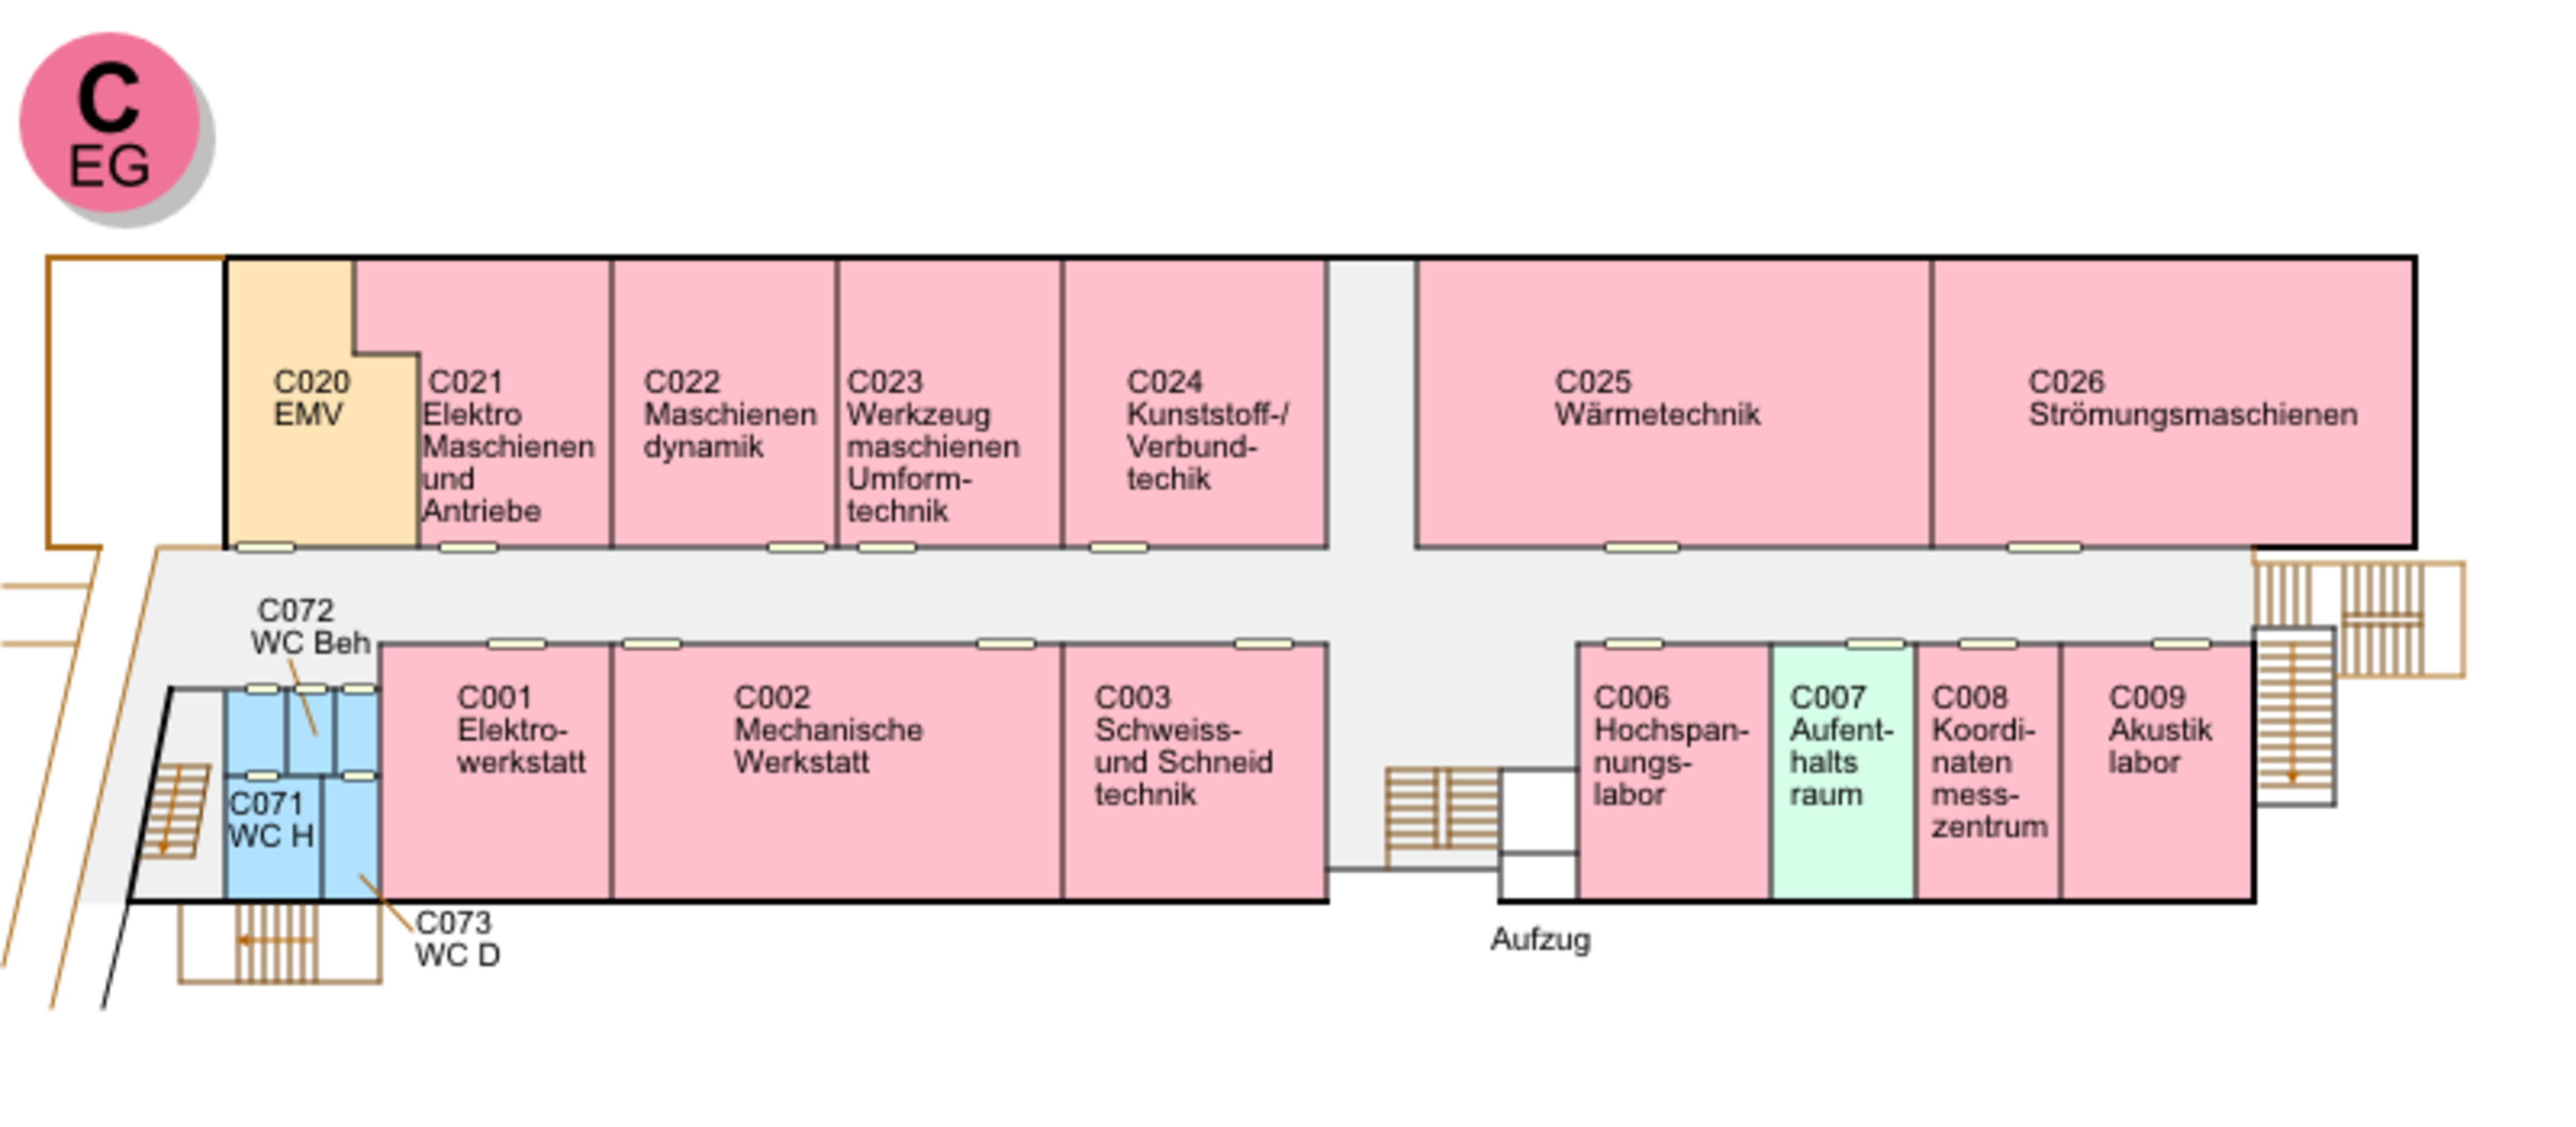 C
EG
C020
EMV
C021
Elektro
Maschienen
und
Antriebe
C022
Maschienen
dynamik
C023
Werkzeug
maschienen
Umform-
technik
C024
Kunststoff-/
Verbund-
techik
C025
Wärmetechnik
C026
Strömungsmaschienen
C072
WC Beh
C071
WC H
C073
WC D
C001
Elektro-
werkstatt
C002
Mechanische
Werkstatt
C003
Schweiss-
und Schneid
technik
Aufzug
C006
Hochspan-
nungs-
labor
C007
Aufent-
halts
raum
C008
Koordi-
naten
mess-
zentrum
C009
Akustik
labor